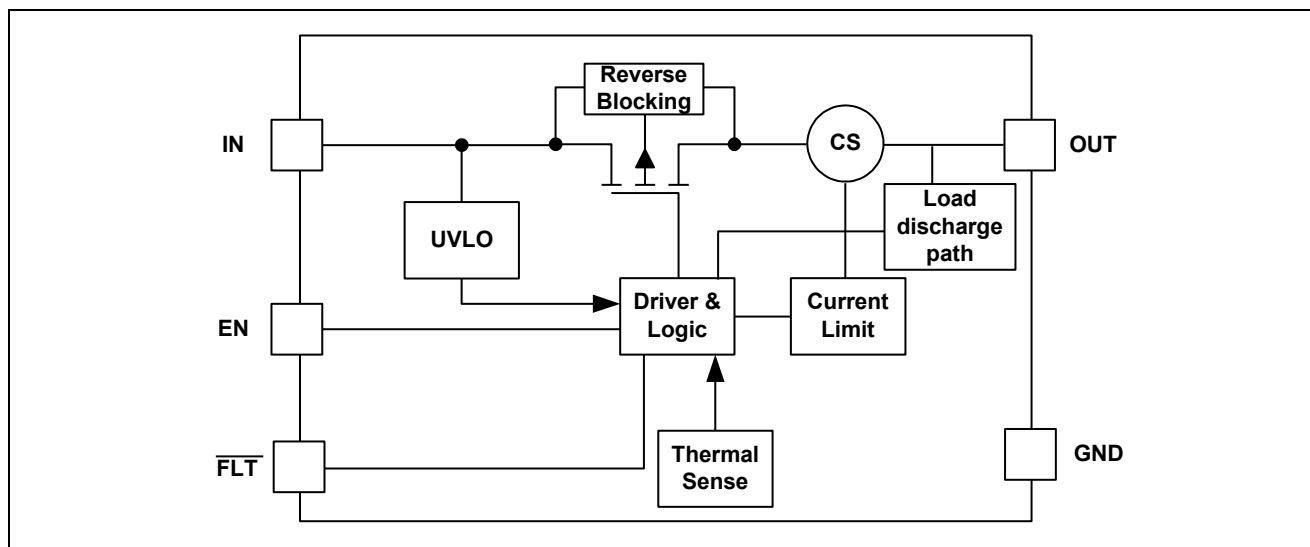 Reverse
Blocking
IN
CS
OUT
UVLO
Load
discharge
path
EN
Driver &
Logic
Current
Limit
FLT
Thermal
Sense
GND